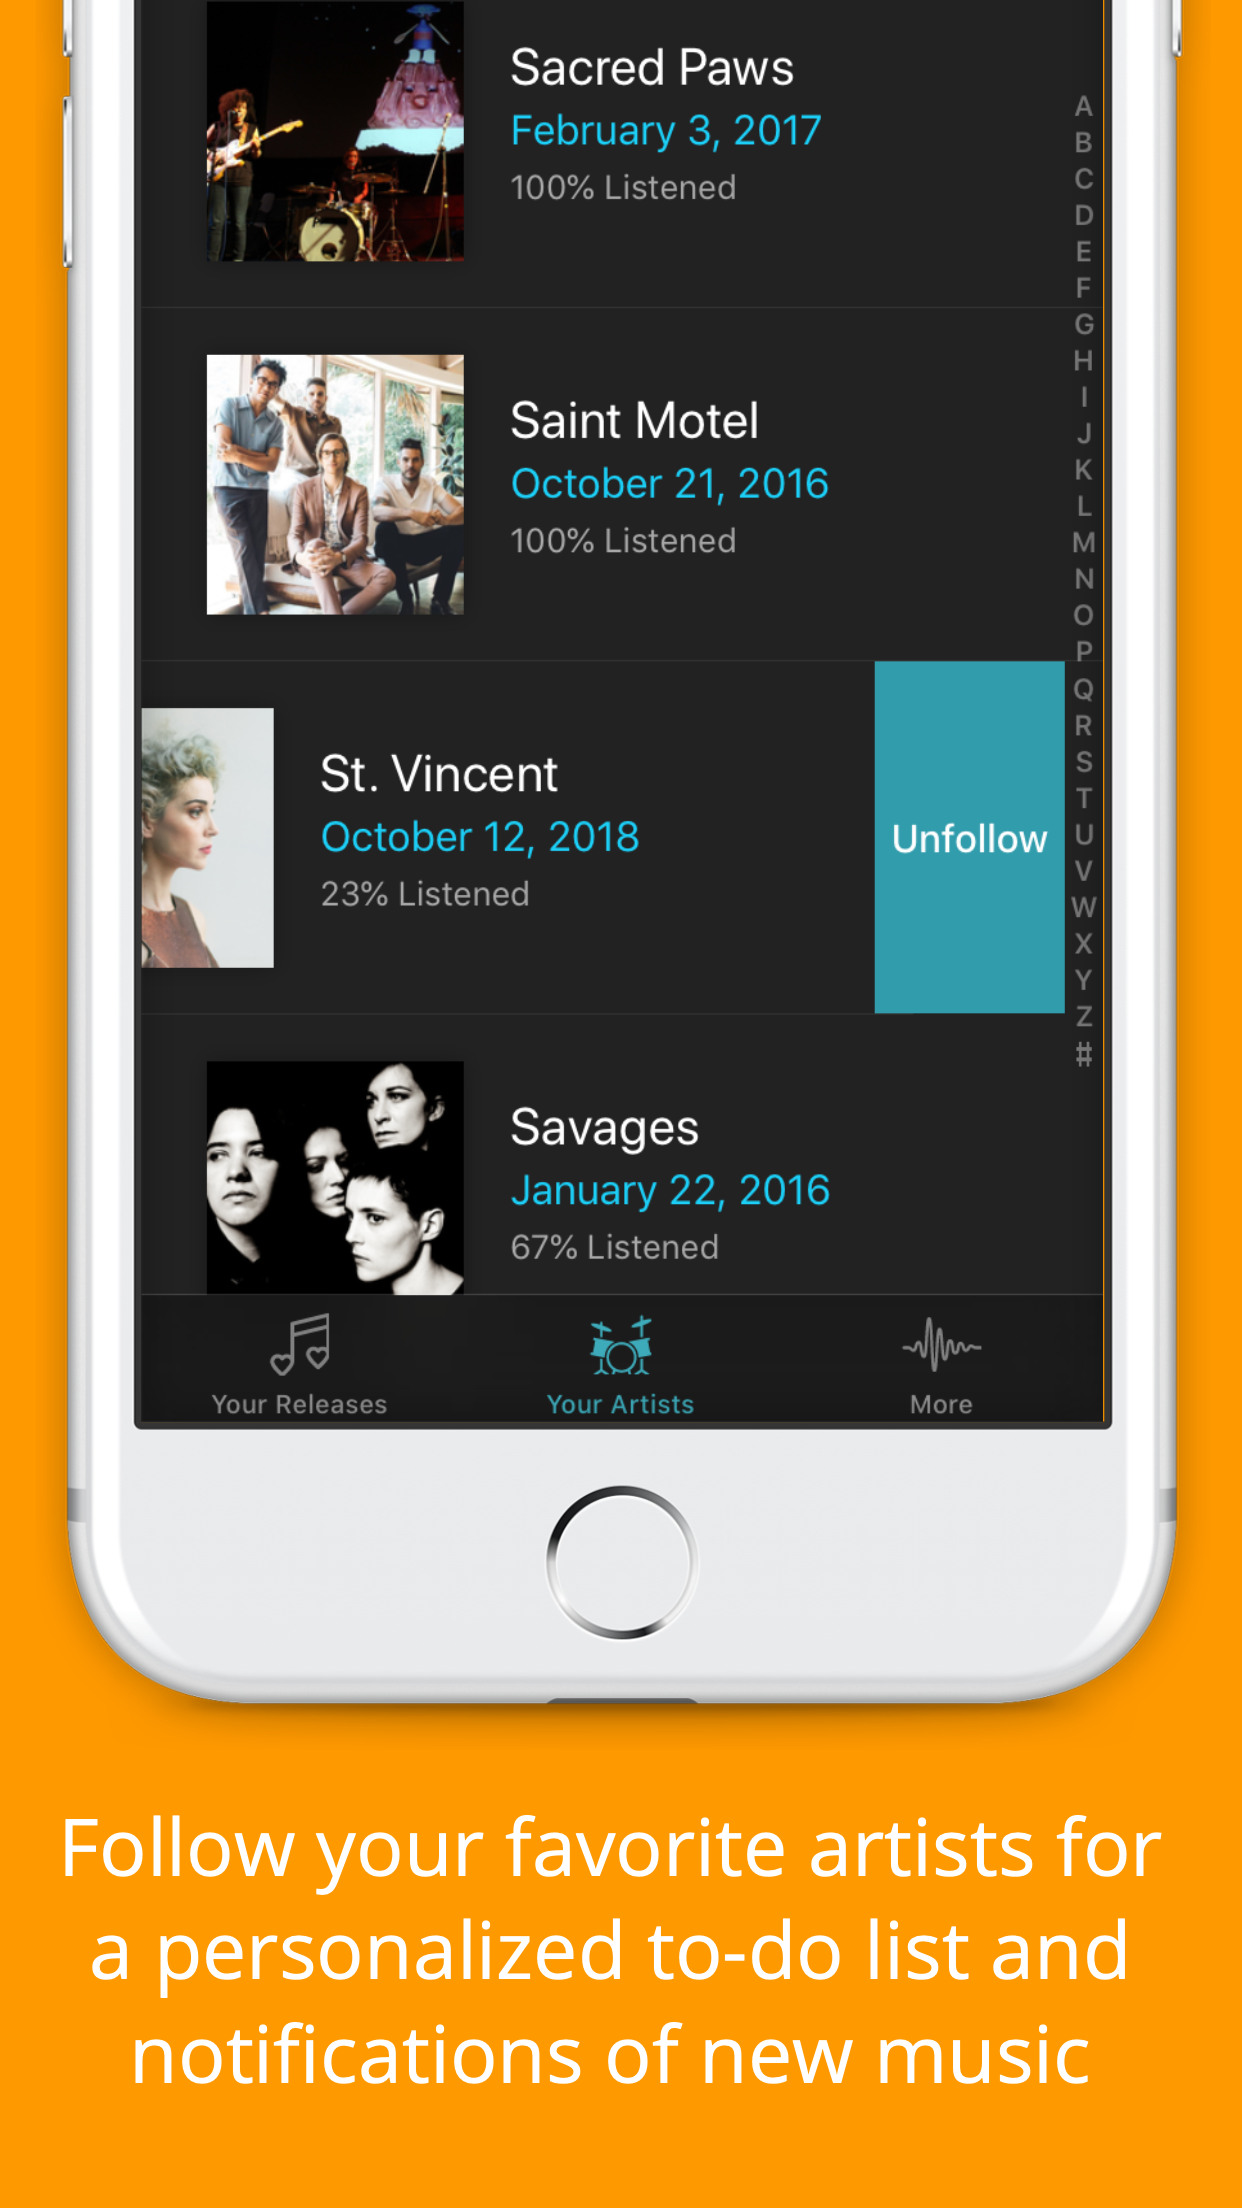 Sacred Paws
February 3, 2017
100% Listened
Saint Motel
October 21, 2016
100% Listened
St. Vincent
October 12, 2018
23% Listened
Unfollow
Savages
January 22, 2016
67% Listened
A
B
C
D
E
F
G
H
I
J
K
L
M
N
O
P
Q
R
S
T
U
V
W
X
Y
Z
#
Your Releases
Your Artists
More
Follow your favorite artists for
a personalized to-do list and
notifications of new music